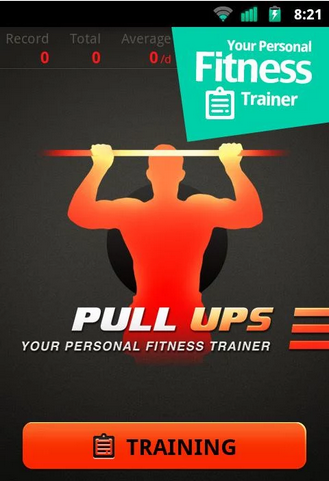 8:21
Record Total Average
0 0 0/d
Your Personal
Fitness
Trainer
PULL UPS
YOUR PERSONAL FITNESS TRAINER
TRAINING